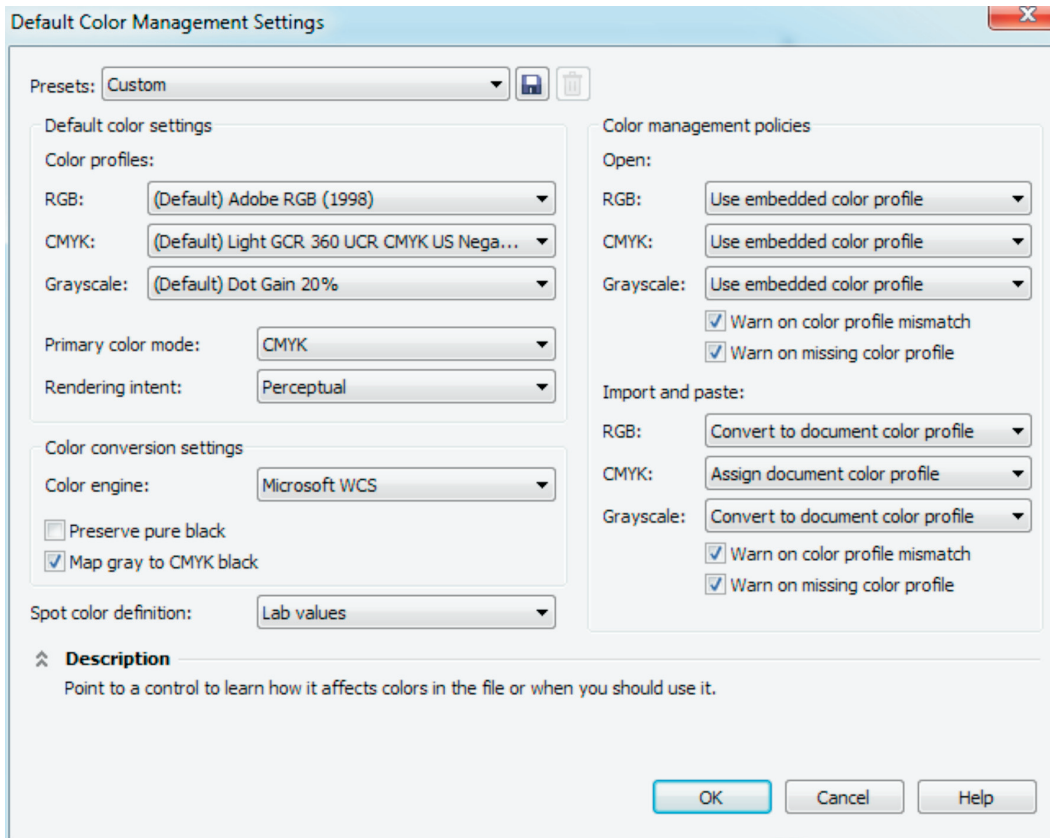 Default Color Management Settings
Presets: Custom
Default color settings
Color profiles:
RGB: (Default) Adobe RGB (1998)
CMYK: (Default) Light GCR 360 UCR CMYK US Nega...
Grayscale: (Default) Dot Gain 20%
Primary color mode: CMYK
Rendering intent: Perceptual
Color conversion settings
Color engine: Microsoft WCS
Preserve pure black
Map gray to CMYK black
Spot color definition: Lab values
Color management policies
Open:
RGB: Use embedded color profile
CMYK: Use embedded color profile
Grayscale: Use embedded color profile
Warn on color profile mismatch
Warn on missing color profile
Import and paste:
RGB: Convert to document color profile
CMYK: Assign document color profile
Grayscale: Convert to document color profile
Warn on color profile mismatch
Warn on missing color profile
Description
Point to a control to learn how it affects colors in the file or when you should use it.
OK Cancel Help